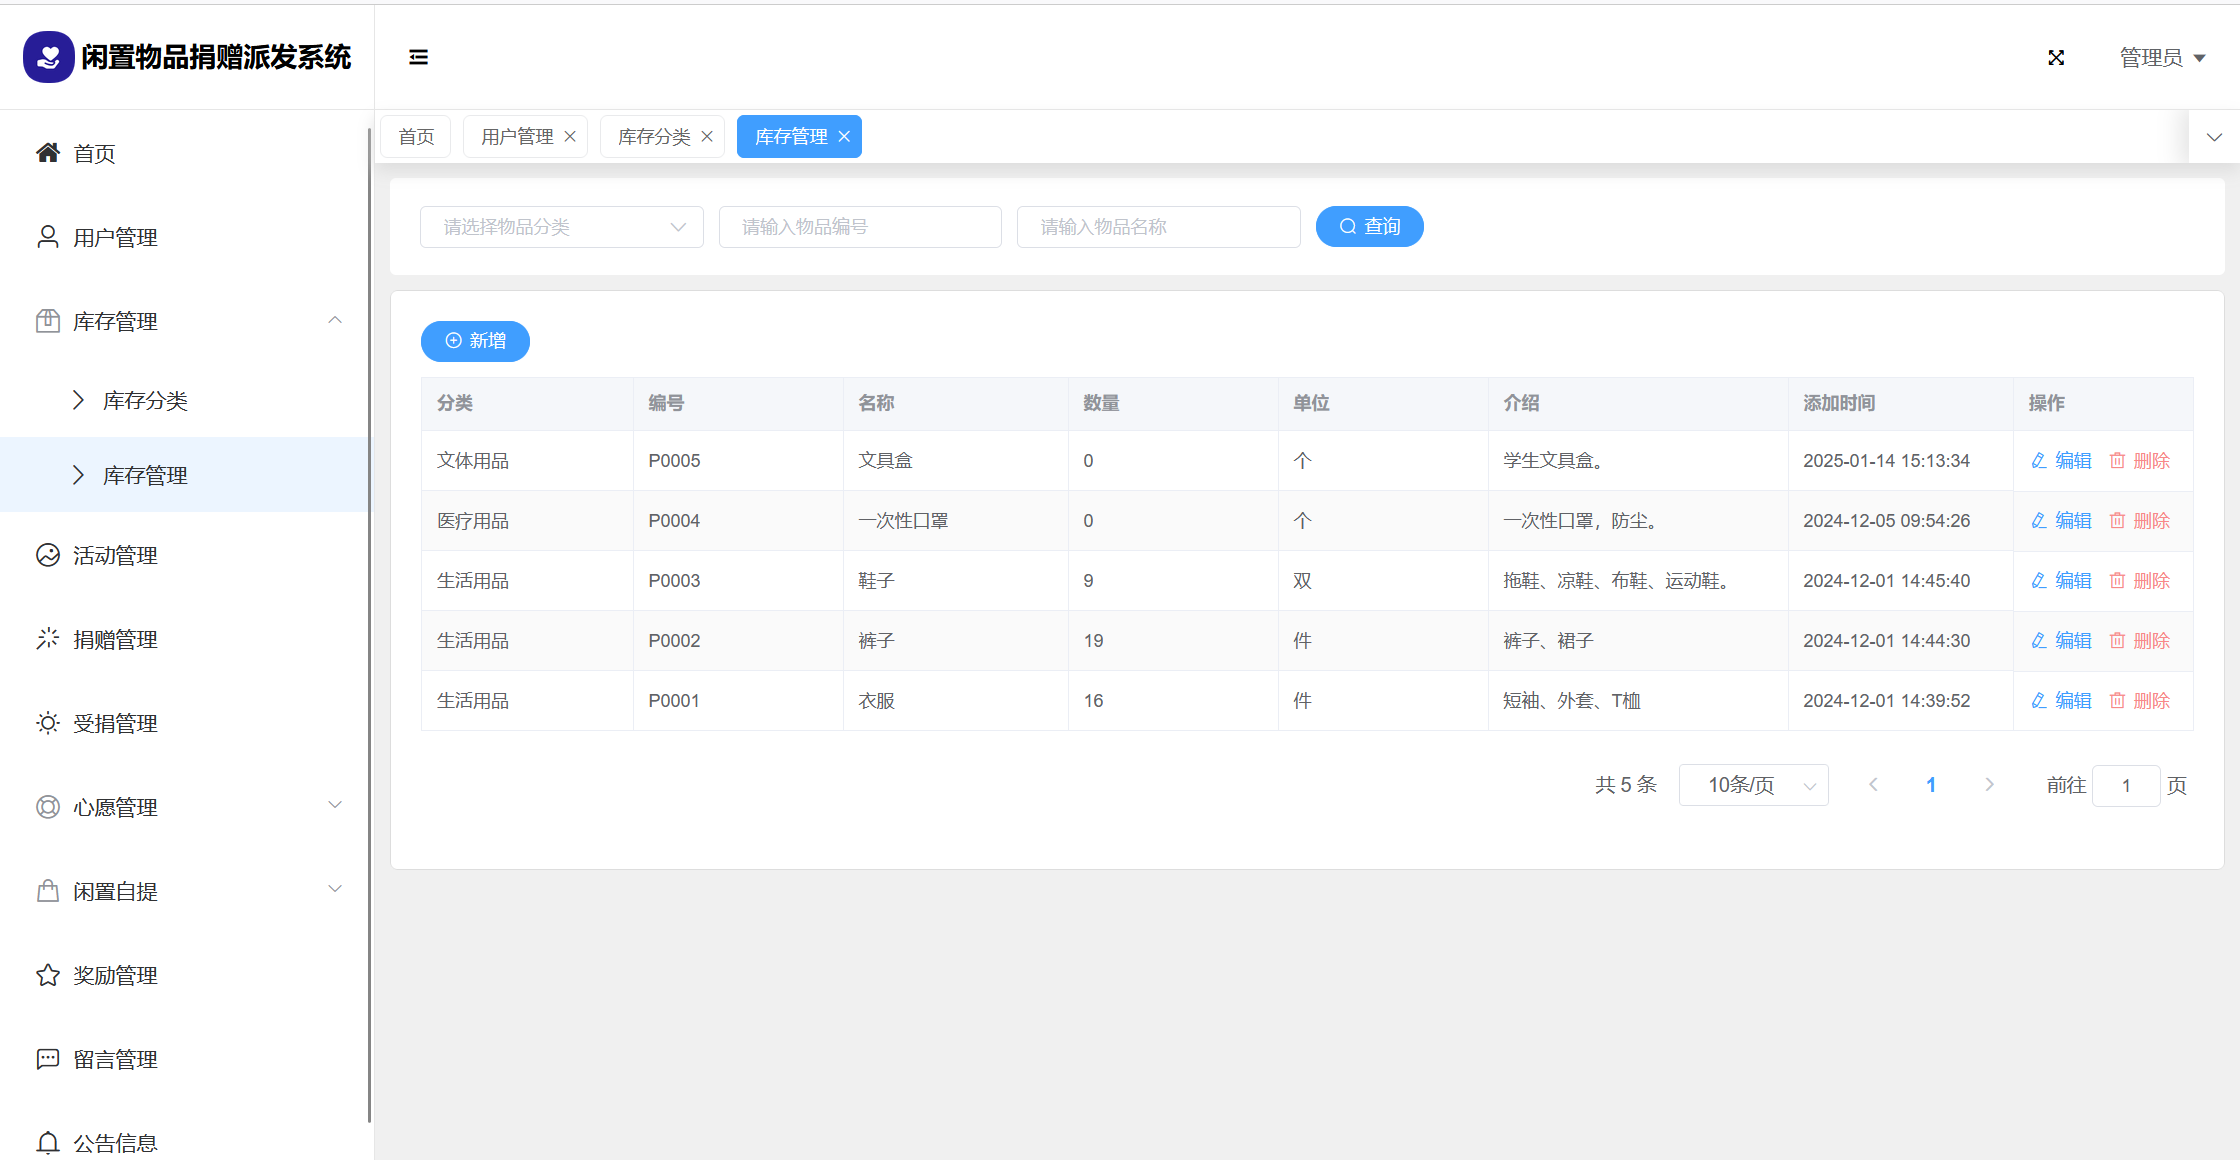 闲置物品捐赠派发系统
管理员
首页
用户管理
库存管理
库存分类
库存管理
活动管理
捐赠管理
受捐管理
心愿管理
闲置自提
奖励管理
留言管理
公告信息
首页 用户管理 库存分类 库存管理
请选择物品分类 请输入物品编号 请输入物品名称 查询
新增
分类 编号 名称 数量 单位 介绍 添加时间 操作
文体用品 P0005 文具盒 0 个 学生文具盒。 2025-01-14 15:13:34 编辑 删除
医疗用品 P0004 一次性口罩 0 个 一次性口罩，防尘。 2024-12-05 09:54:26 编辑 删除
生活用品 P0003 鞋子 9 双 拖鞋、凉鞋、布鞋、运动鞋。 2024-12-01 14:45:40 编辑 删除
生活用品 P0002 裤子 19 件 裤子、裙子 2024-12-01 14:44:30 编辑 删除
生活用品 P0001 衣服 16 件 短袖、外套、T桖 2024-12-01 14:39:52 编辑 删除
共 5 条 10条/页 1 前往 1 页